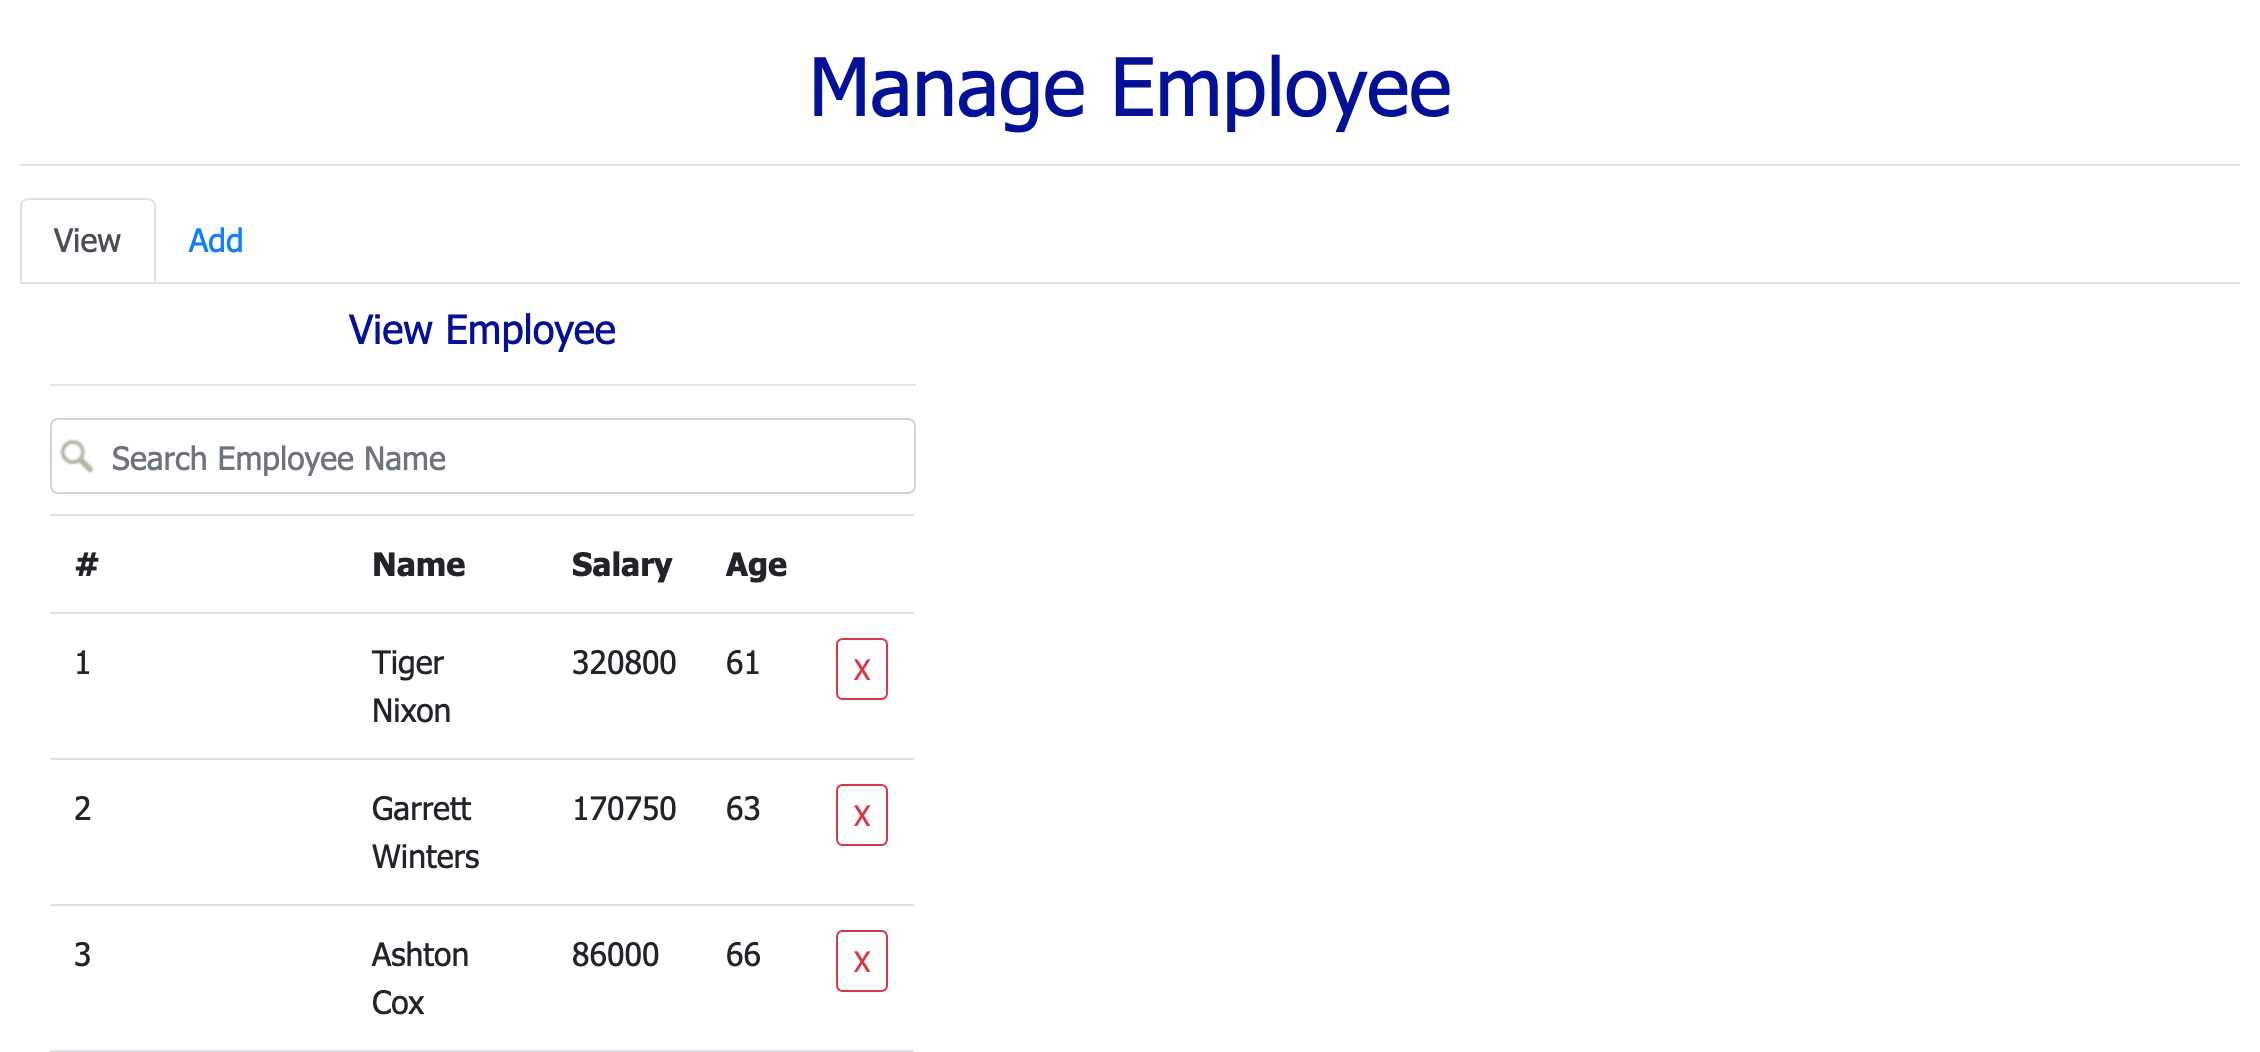 Manage Employee
View Add
View Employee
Search Employee Name
# Name Salary Age
1 Tiger 320800 61 X
Nixon
2 Garrett 170750 63 X
Winters
3 Ashton 86000 66 X
Cox